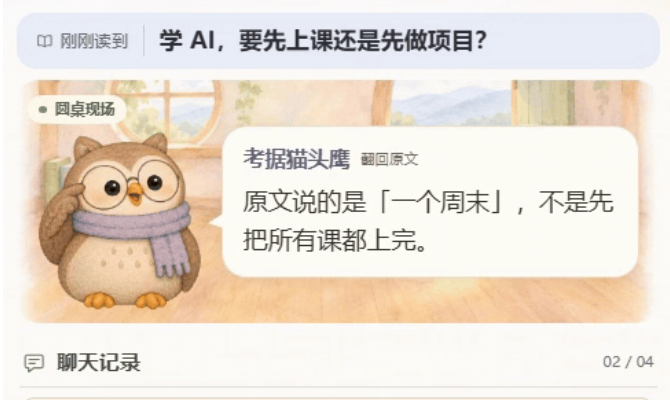 刚刚读到 学 AI，要先上课还是先做项目？
圆桌现场
考据猫头鹰 翻回原文
原文说的是「一个周末」，不是先
把所有课都上完。
聊天记录 02 / 04